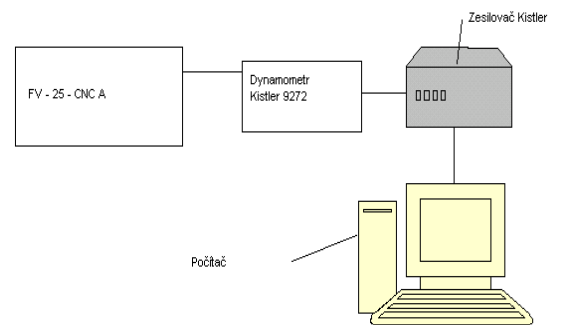 Zesilovač Kistler
FV - 25 - CNC A
Dynamometr
Kistler 9272
Počítač